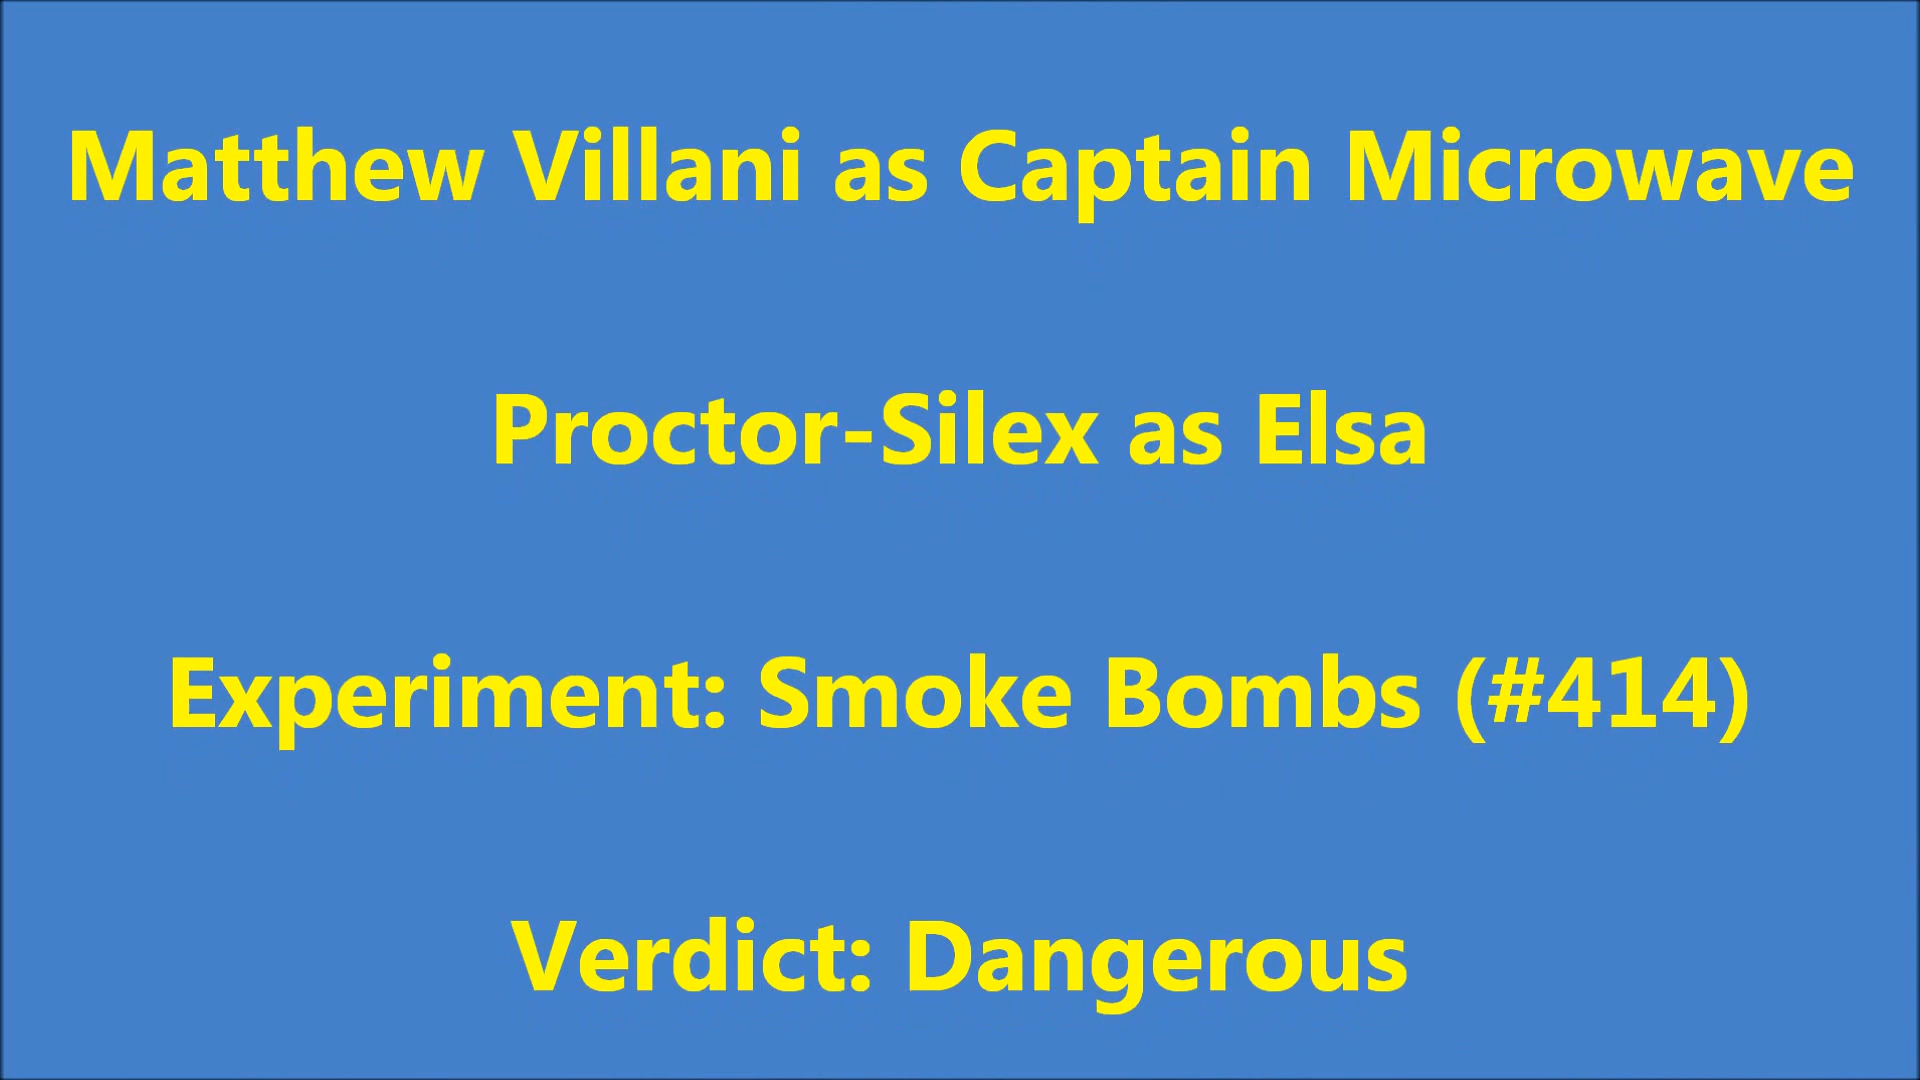 Matthew Villani as Captain Microwave
Proctor-Silex as Elsa
Experiment: Smoke Bombs (#414)
Verdict: Dangerous